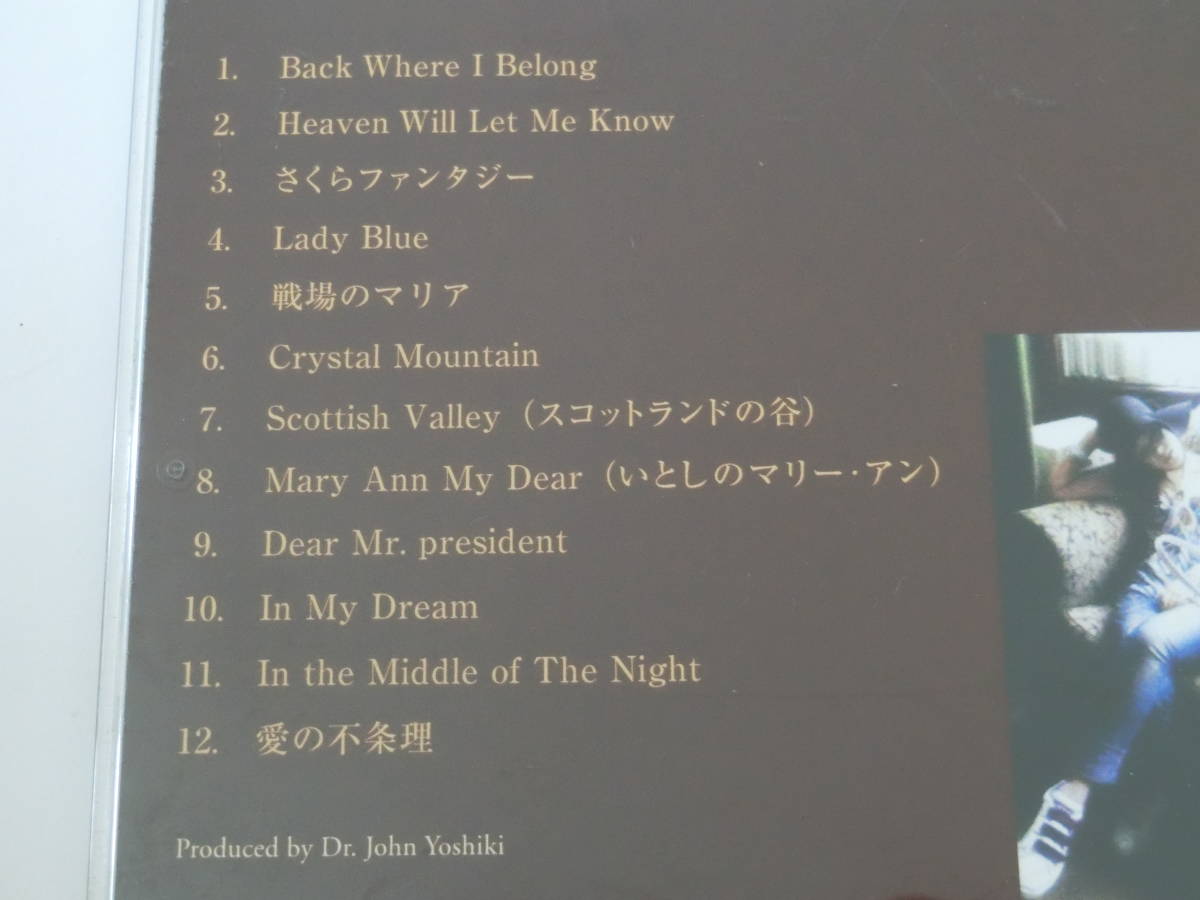 1. Back Where I Belong
2. Heaven Will Let Me Know
3. さくらファンタジー
4. Lady Blue
5. 戦場のマリア
6. Crystal Mountain
7. Scottish Valley（スコットランドの谷）
8. Mary Ann My Dear（いとしのマリー・アン）
9. Dear Mr. president
10. In My Dream
11. In the Middle of The Night
12. 愛の不条理
Produced by Dr. John Yoshiki